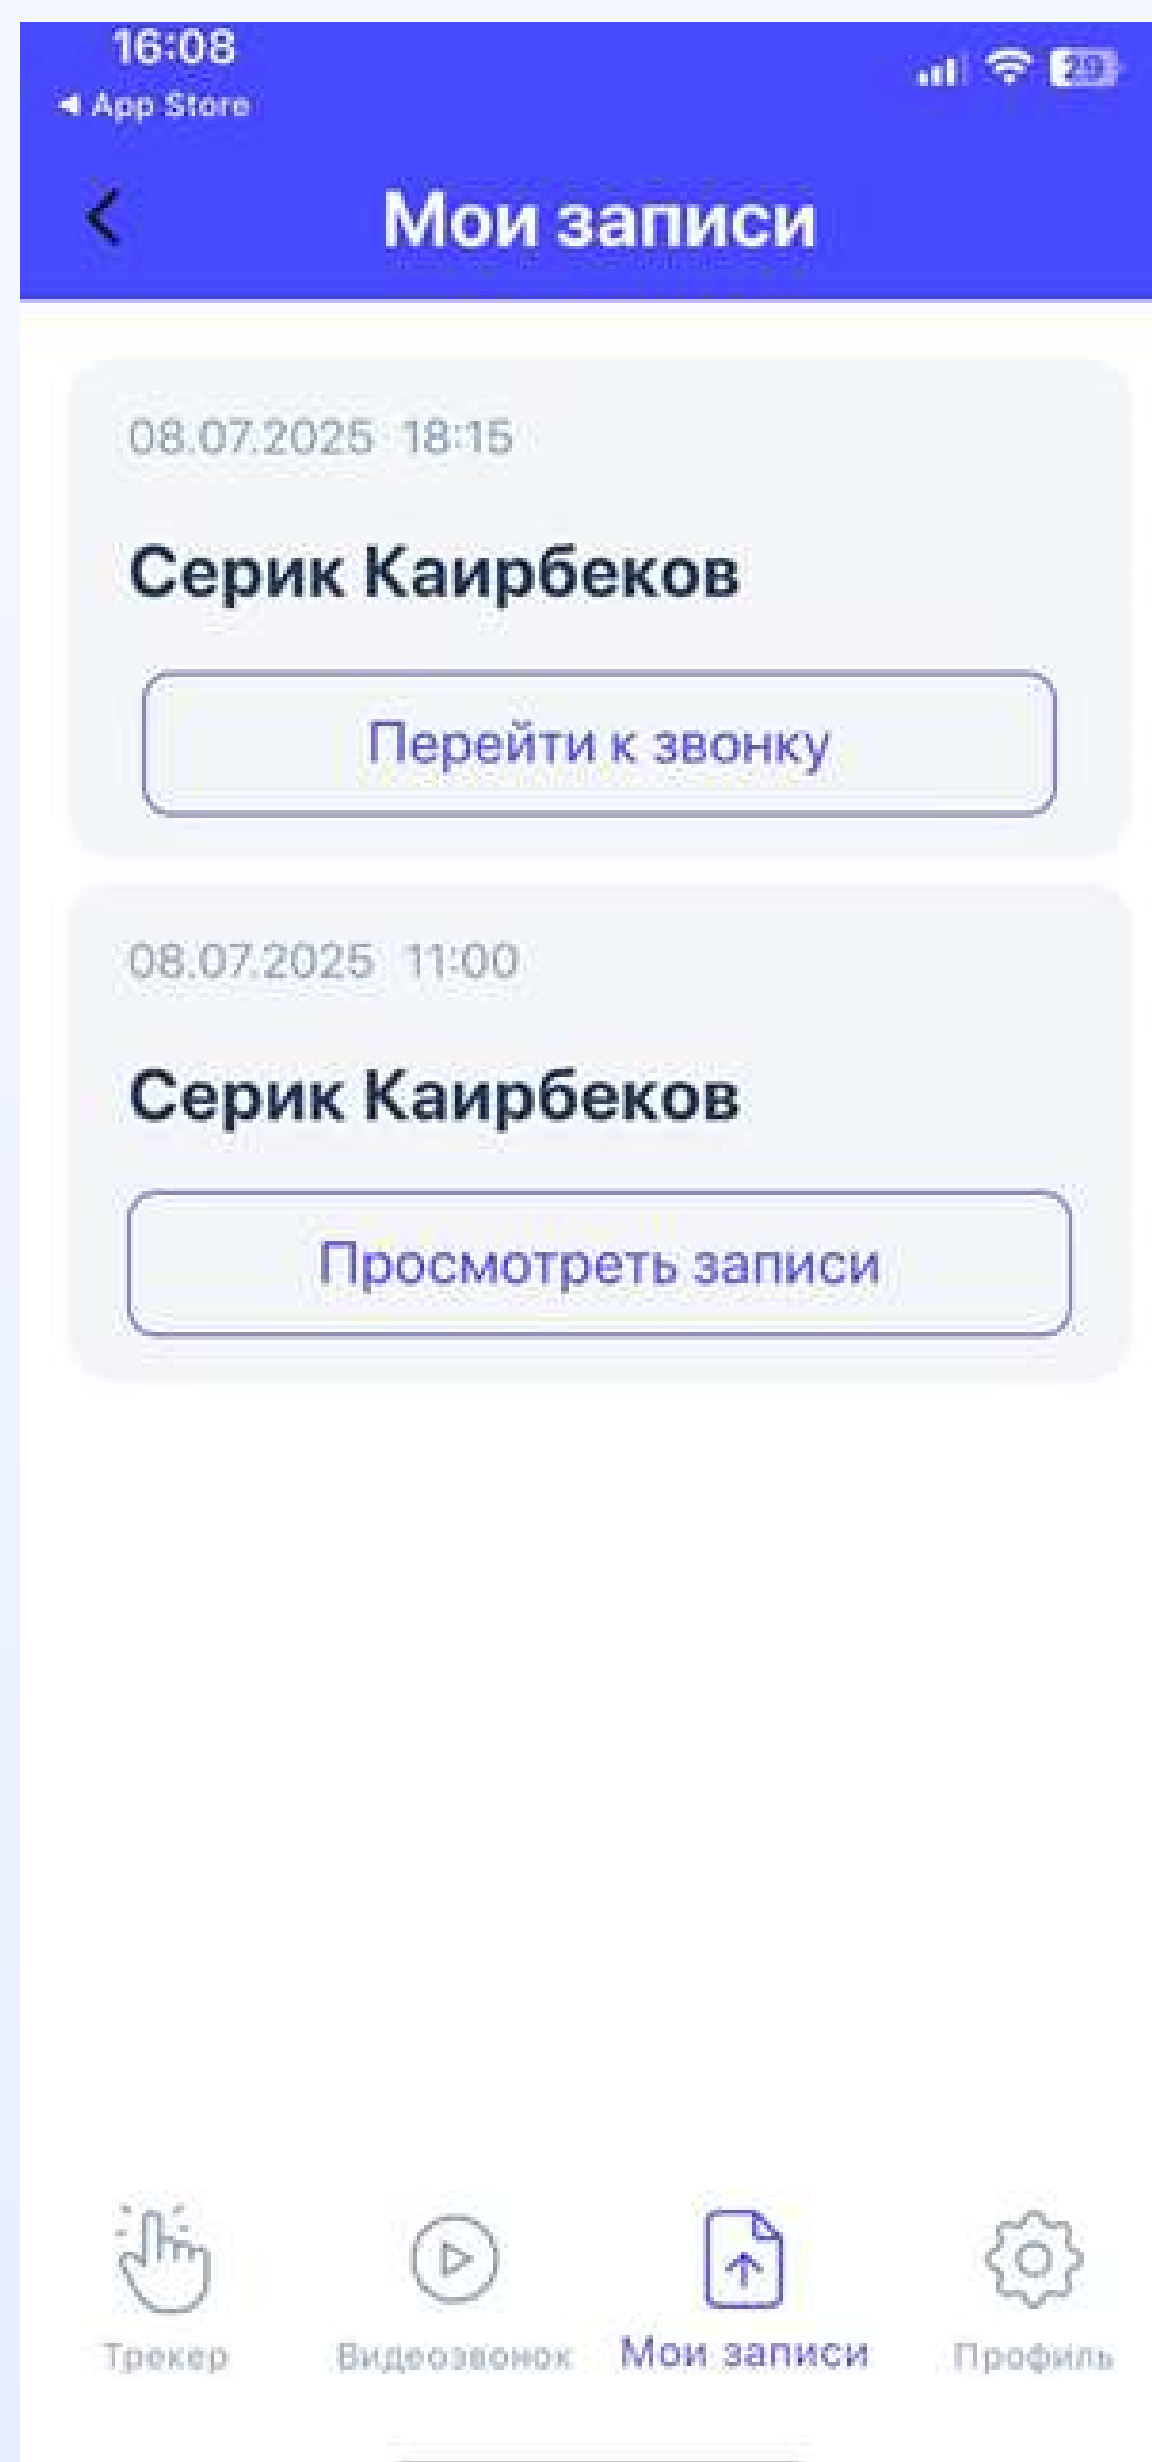 16:08
◀ App Store
29
Мои записи
08.07.2025 18:15
Серик Каирбеков
Перейти к звонку
08.07.2025 11:00
Серик Каирбеков
Просмотреть записи
Трекер
Видеозвонок
Мои записи
Профиль